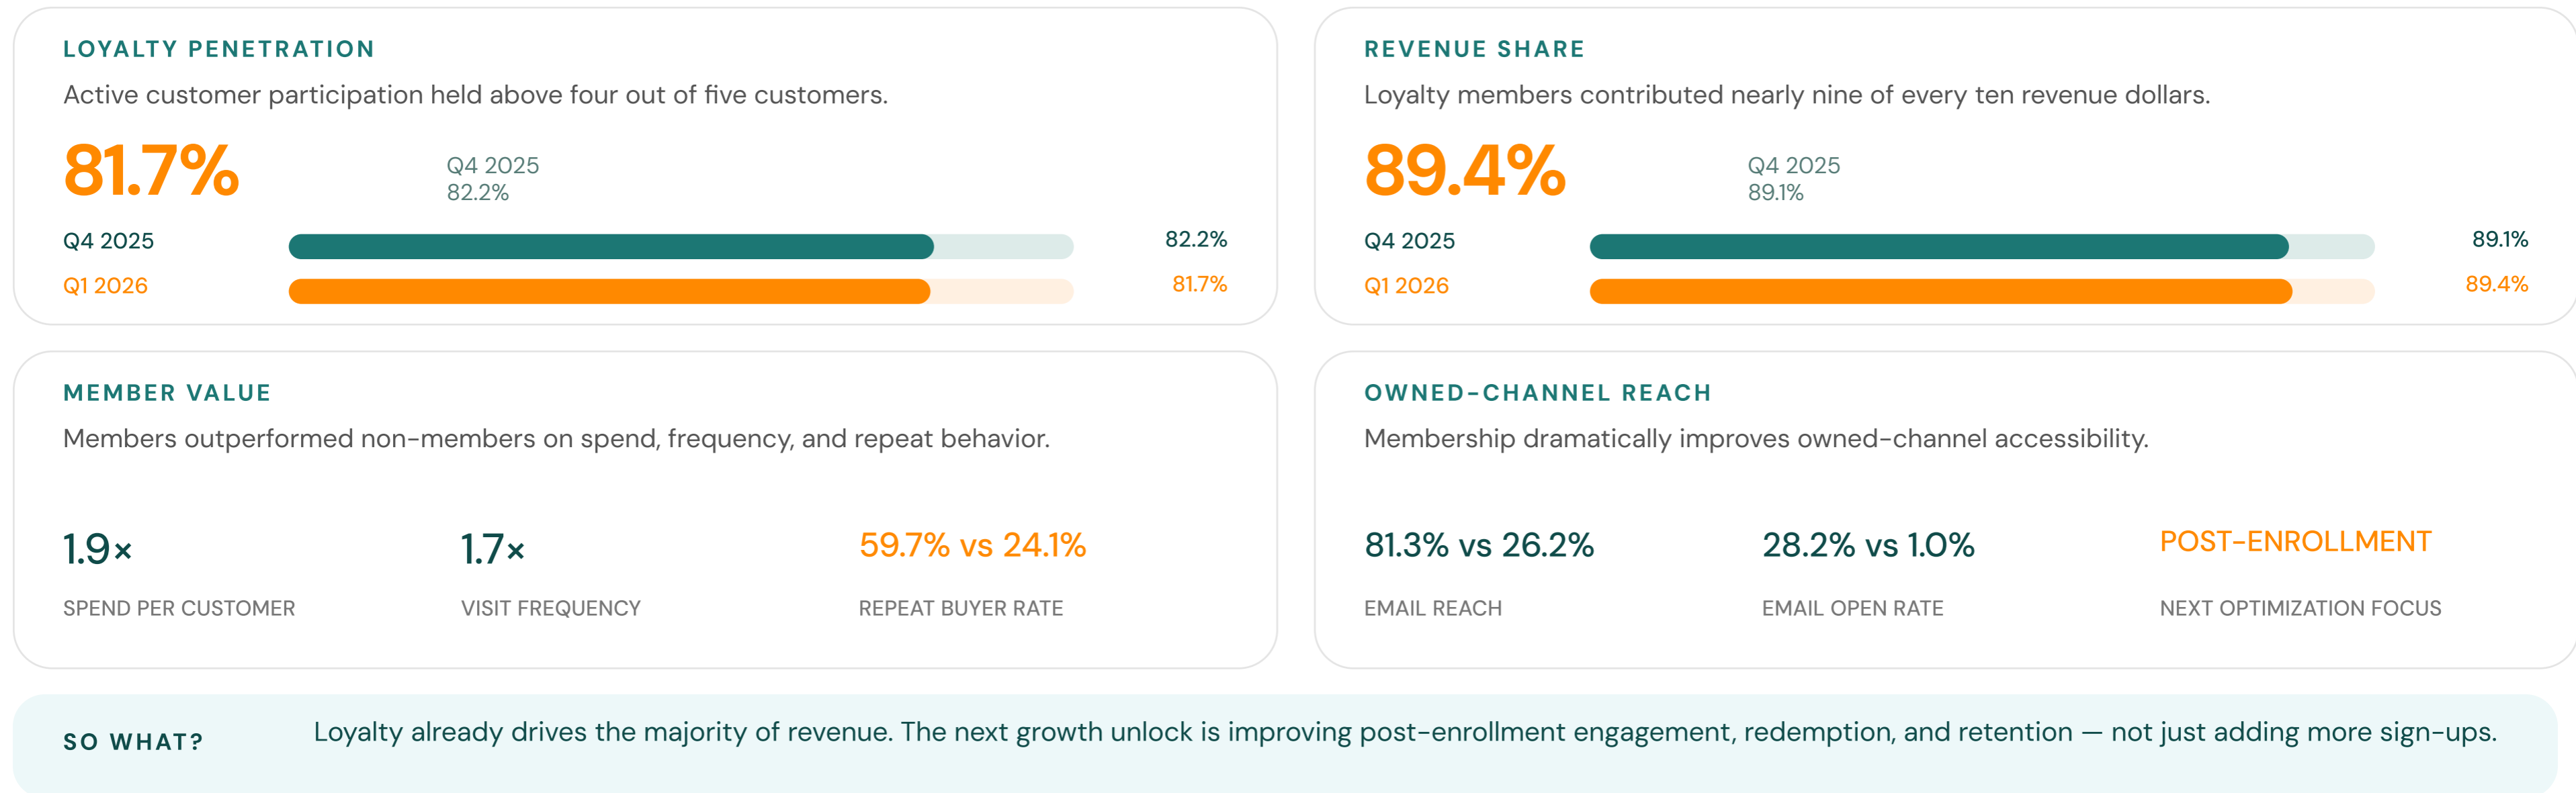 LOYALTY PENETRATION
Active customer participation held above four out of five customers.
81.7%
Q4 2025
82.2%
Q4 2025
82.2%
Q1 2026
81.7%
REVENUE SHARE
Loyalty members contributed nearly nine of every ten revenue dollars.
89.4%
Q4 2025
89.1%
Q4 2025
89.1%
Q1 2026
89.4%
MEMBER VALUE
Members outperformed non-members on spend, frequency, and repeat behavior.
1.9×
SPEND PER CUSTOMER
1.7×
VISIT FREQUENCY
59.7% vs 24.1%
REPEAT BUYER RATE
OWNED-CHANNEL REACH
Membership dramatically improves owned-channel accessibility.
81.3% vs 26.2%
EMAIL REACH
28.2% vs 1.0%
EMAIL OPEN RATE
POST-ENROLLMENT
NEXT OPTIMIZATION FOCUS
SO WHAT?
Loyalty already drives the majority of revenue. The next growth unlock is improving post-enrollment engagement, redemption, and retention — not just adding more sign-ups.